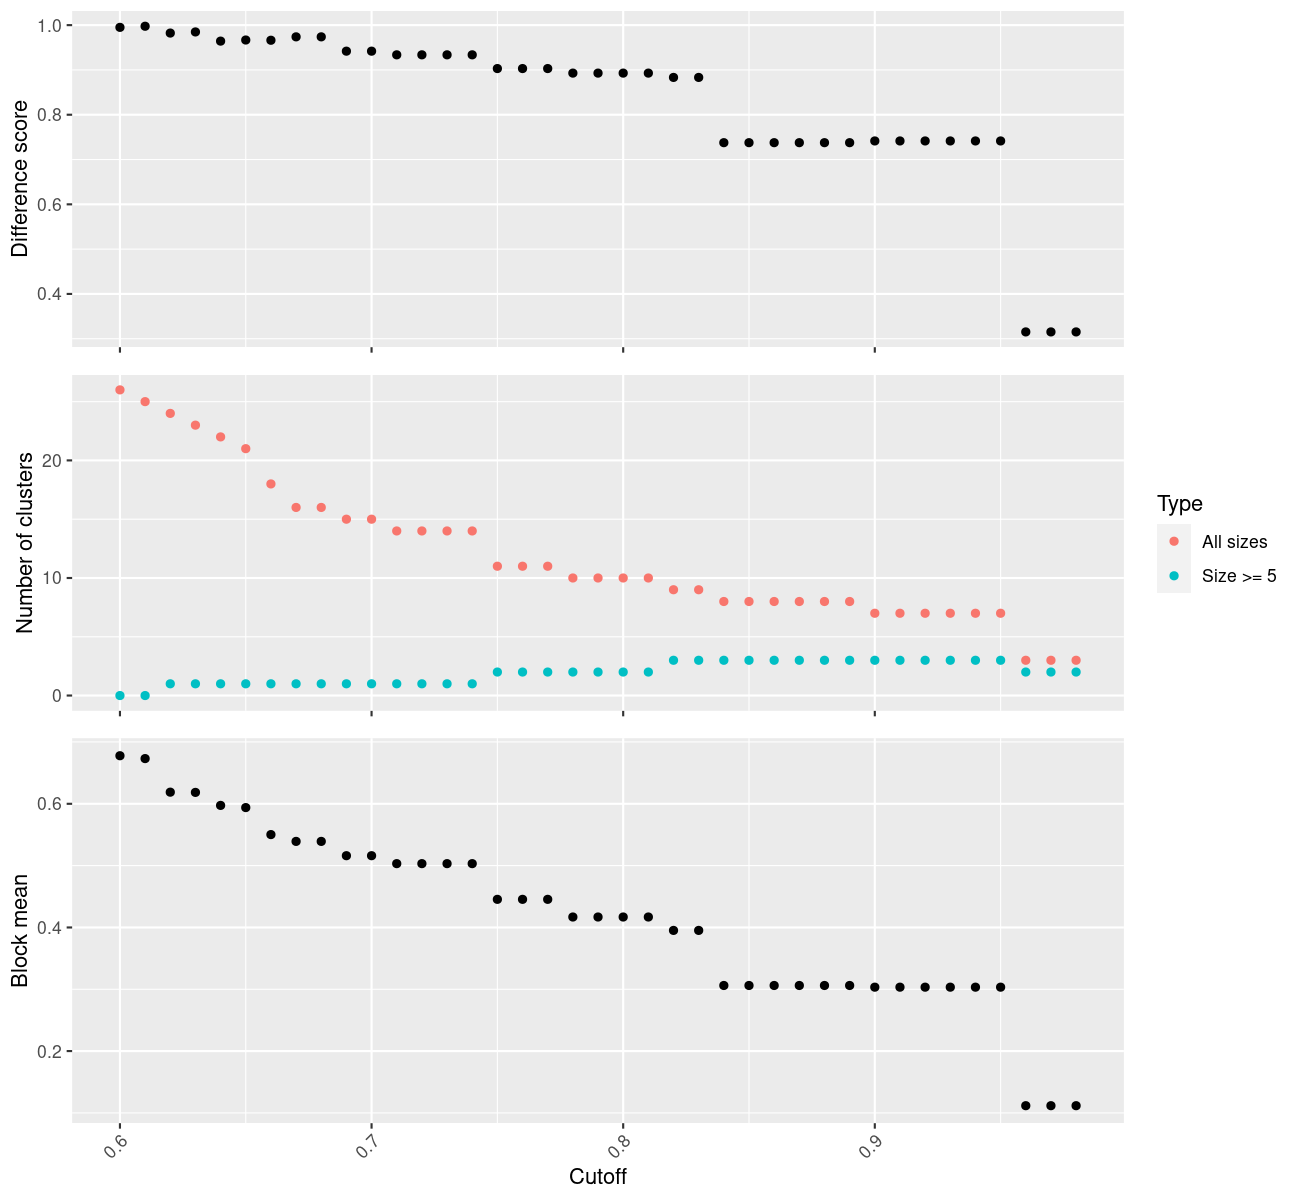 1.0
0.8
0.6
0.4
Difference score
20
10
0
Number of clusters
Type
All sizes
Size >= 5
0.6
0.4
0.2
Block mean
0.6
0.7
0.8
0.9
Cutoff